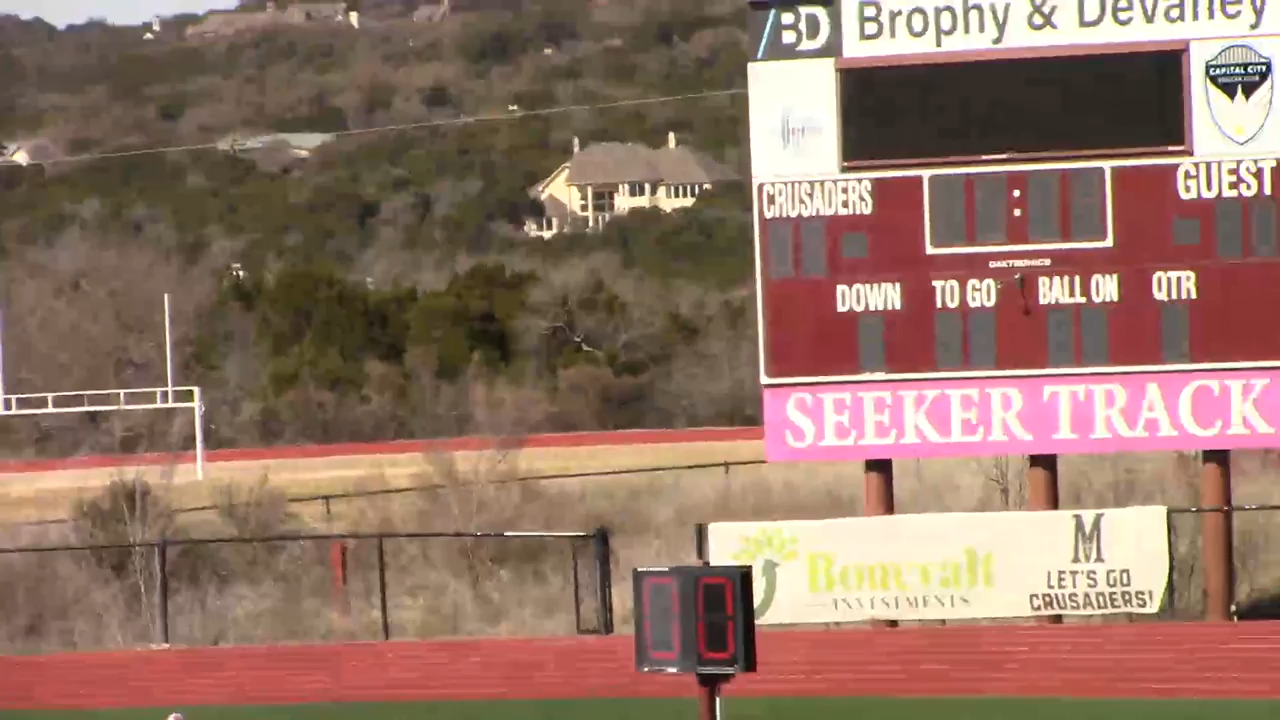 BD
Brophy & Devaney
CAPITAL CITY
CRUSADERS
GUEST
DAKTRONICS
DOWN
TO GO
BALL ON
QTR
SEEKER TRACK
INVESTMENTS
M
LET'S GO
CRUSADERS!